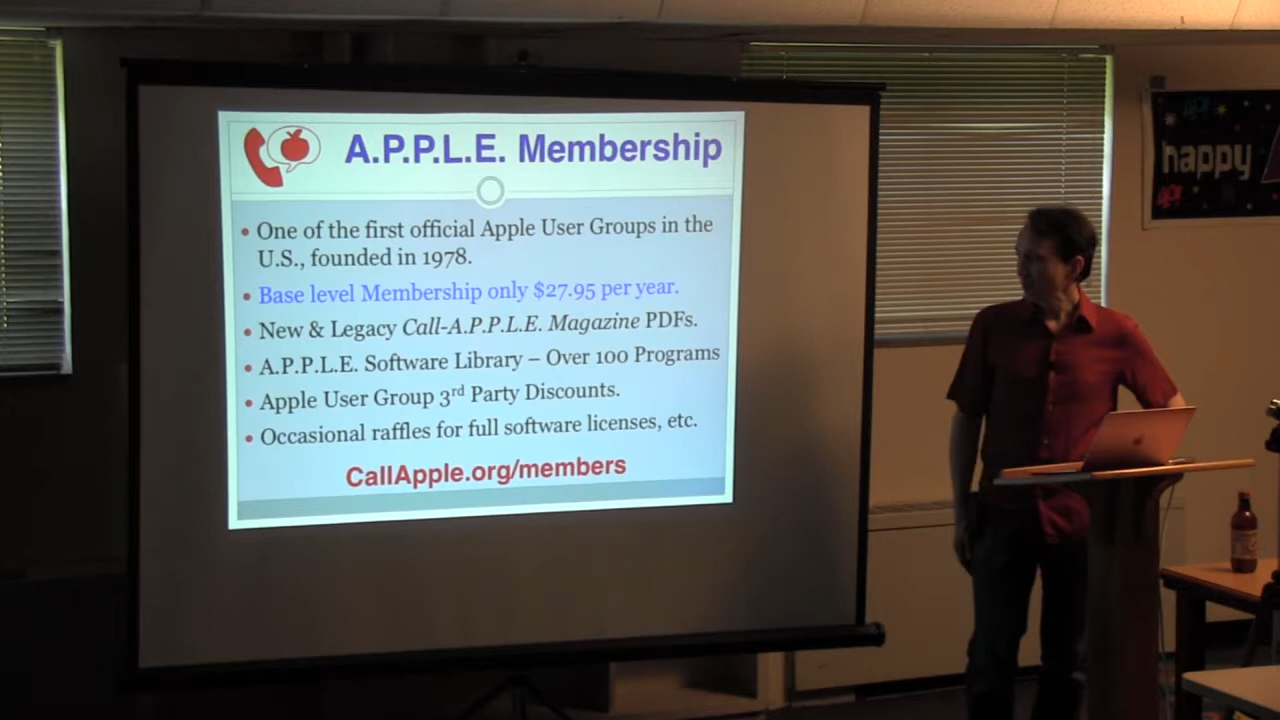 A.P.P.L.E. Membership
• One of the first official Apple User Groups in the
U.S., founded in 1978.
• Base level Membership only $27.95 per year.
• New & Legacy Call-A.P.P.L.E. Magazine PDFs.
• A.P.P.L.E. Software Library – Over 100 Programs
• Apple User Group 3rd Party Discounts.
• Occasional raffles for full software licenses, etc.
CallApple.org/members
happy